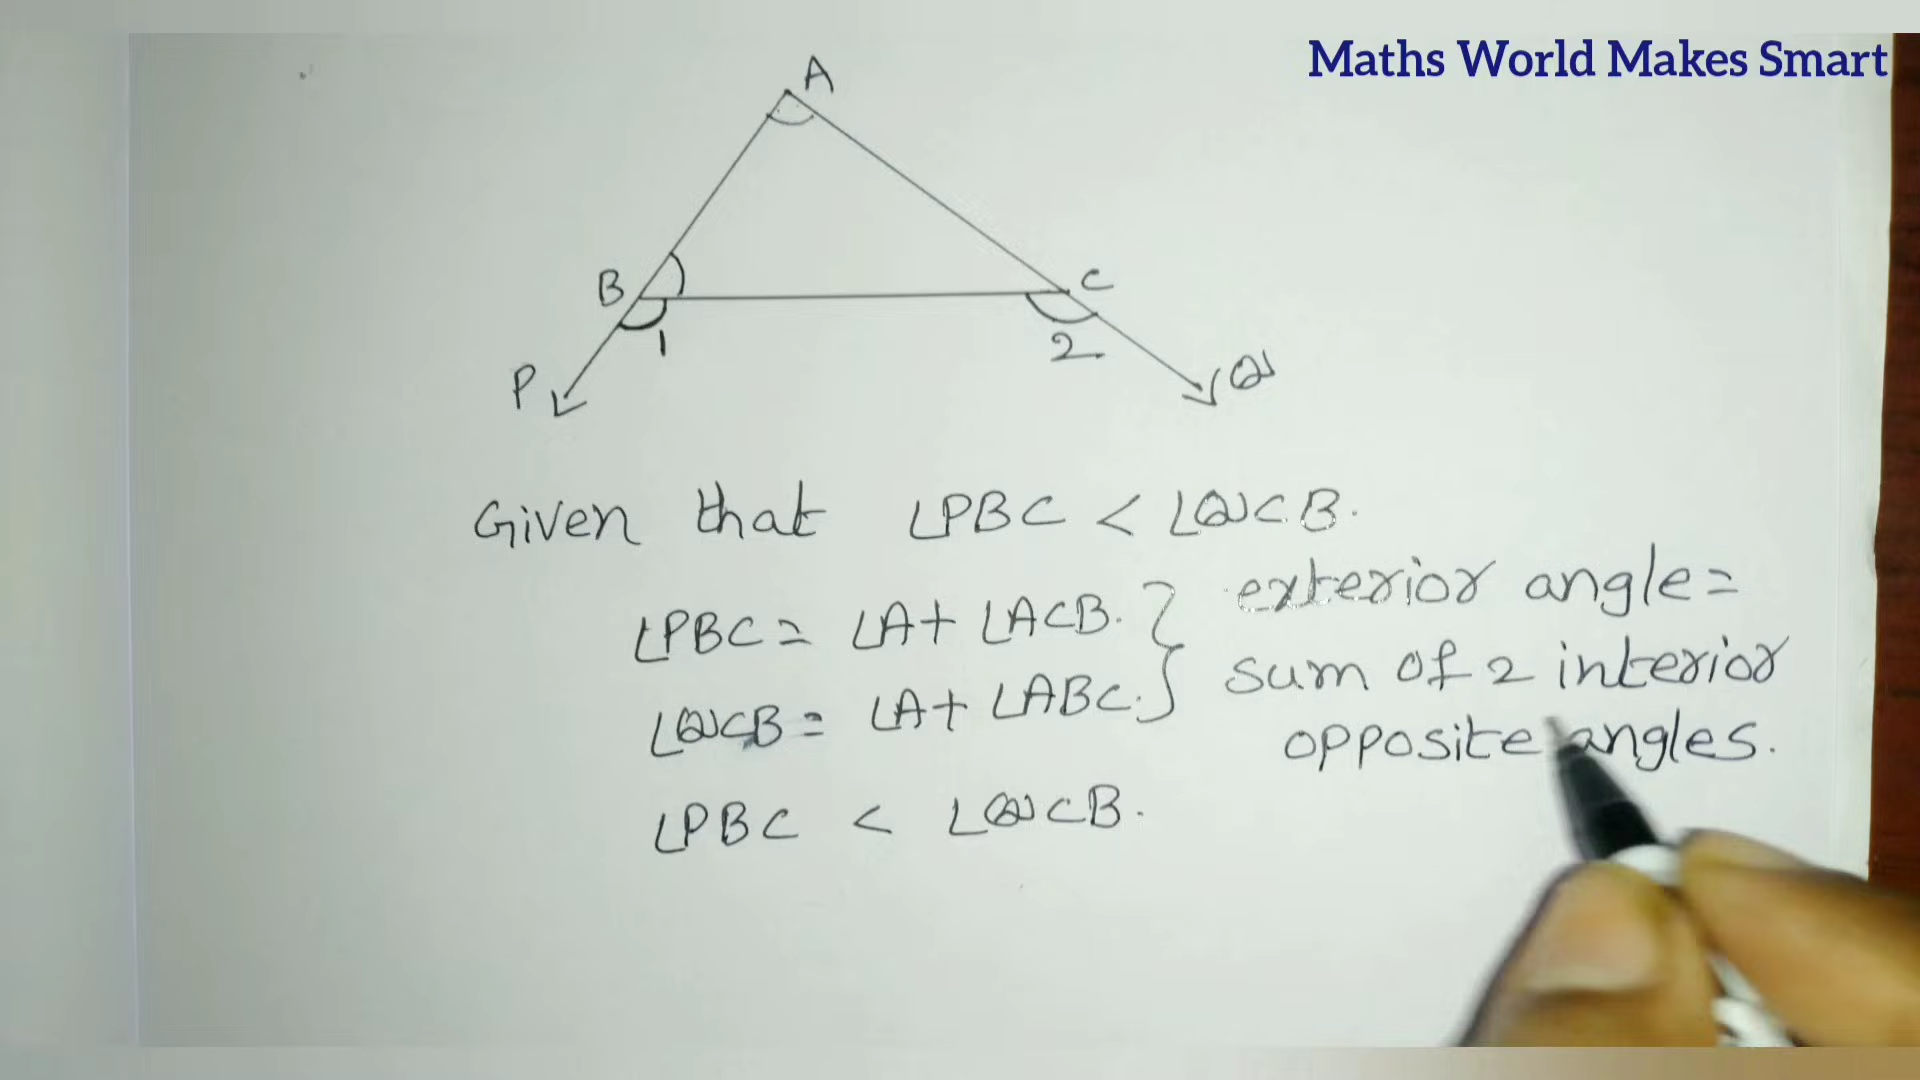 Maths World Makes Smart
A
B
C
1
2
P
Q
Given that ∠PBC < ∠QCB.
∠PBC = ∠A + ∠ACB. } exterior angle =
∠QCB = ∠A + ∠ABC. sum of 2 interior
opposite angles.
∠PBC < ∠QCB.